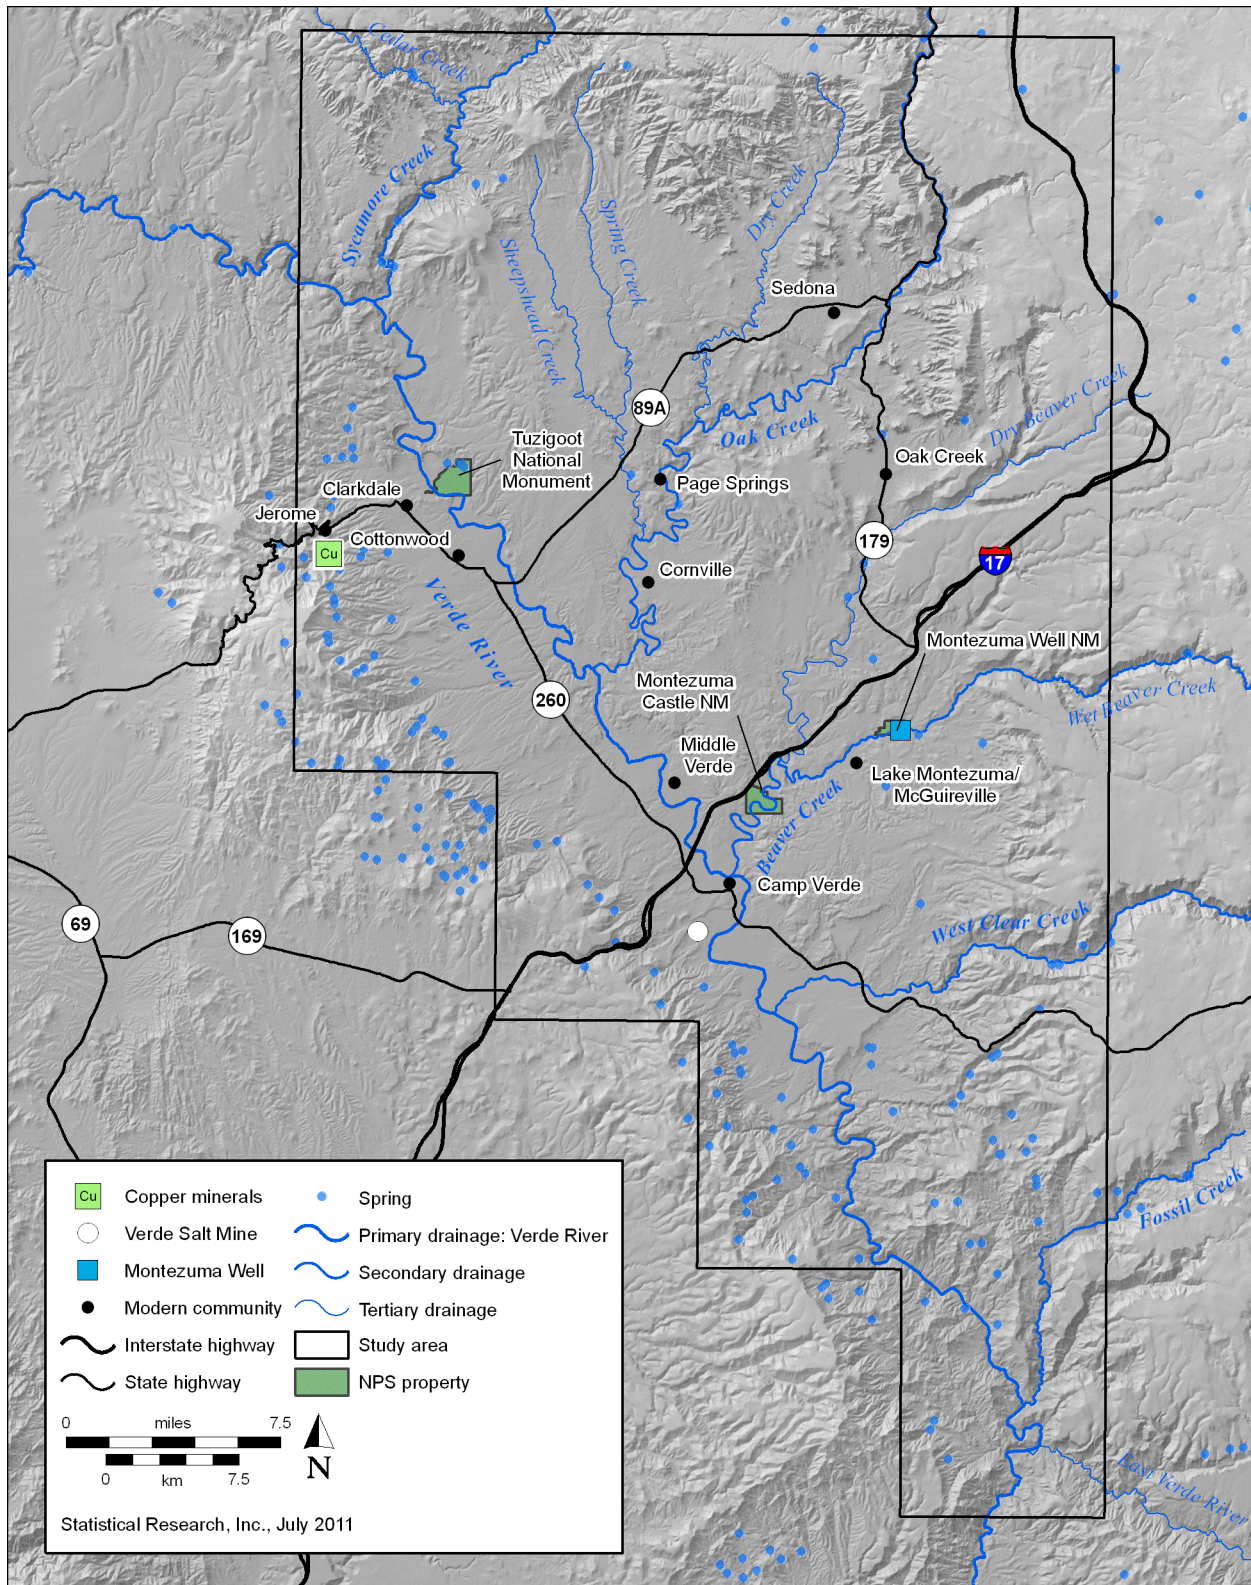 Cedar Creek
Sycamore Creek
Spring Creek
Sheepshead Creek
Dry Creek
Sedona
89A
Oak Creek
Dry Beaver Creek
Tuzigoot
National
Monument
Page Springs
Oak Creek
Clarkdale
Jerome
Cottonwood
Cu
179
17
Cornville
Verde River
Montezuma Well NM
Montezuma
Castle NM
260
Wet Beaver Creek
Middle
Verde
Lake Montezuma/
McGuireville
Beaver Creek
Camp Verde
69
169
West Clear Creek
Fossil Creek
East Verde River
Cu
Copper minerals
Spring
Verde Salt Mine
Primary drainage: Verde River
Montezuma Well
Secondary drainage
Modern community
Tertiary drainage
Interstate highway
Study area
State highway
NPS property
0 miles 7.5
0 km 7.5
N
Statistical Research, Inc., July 2011